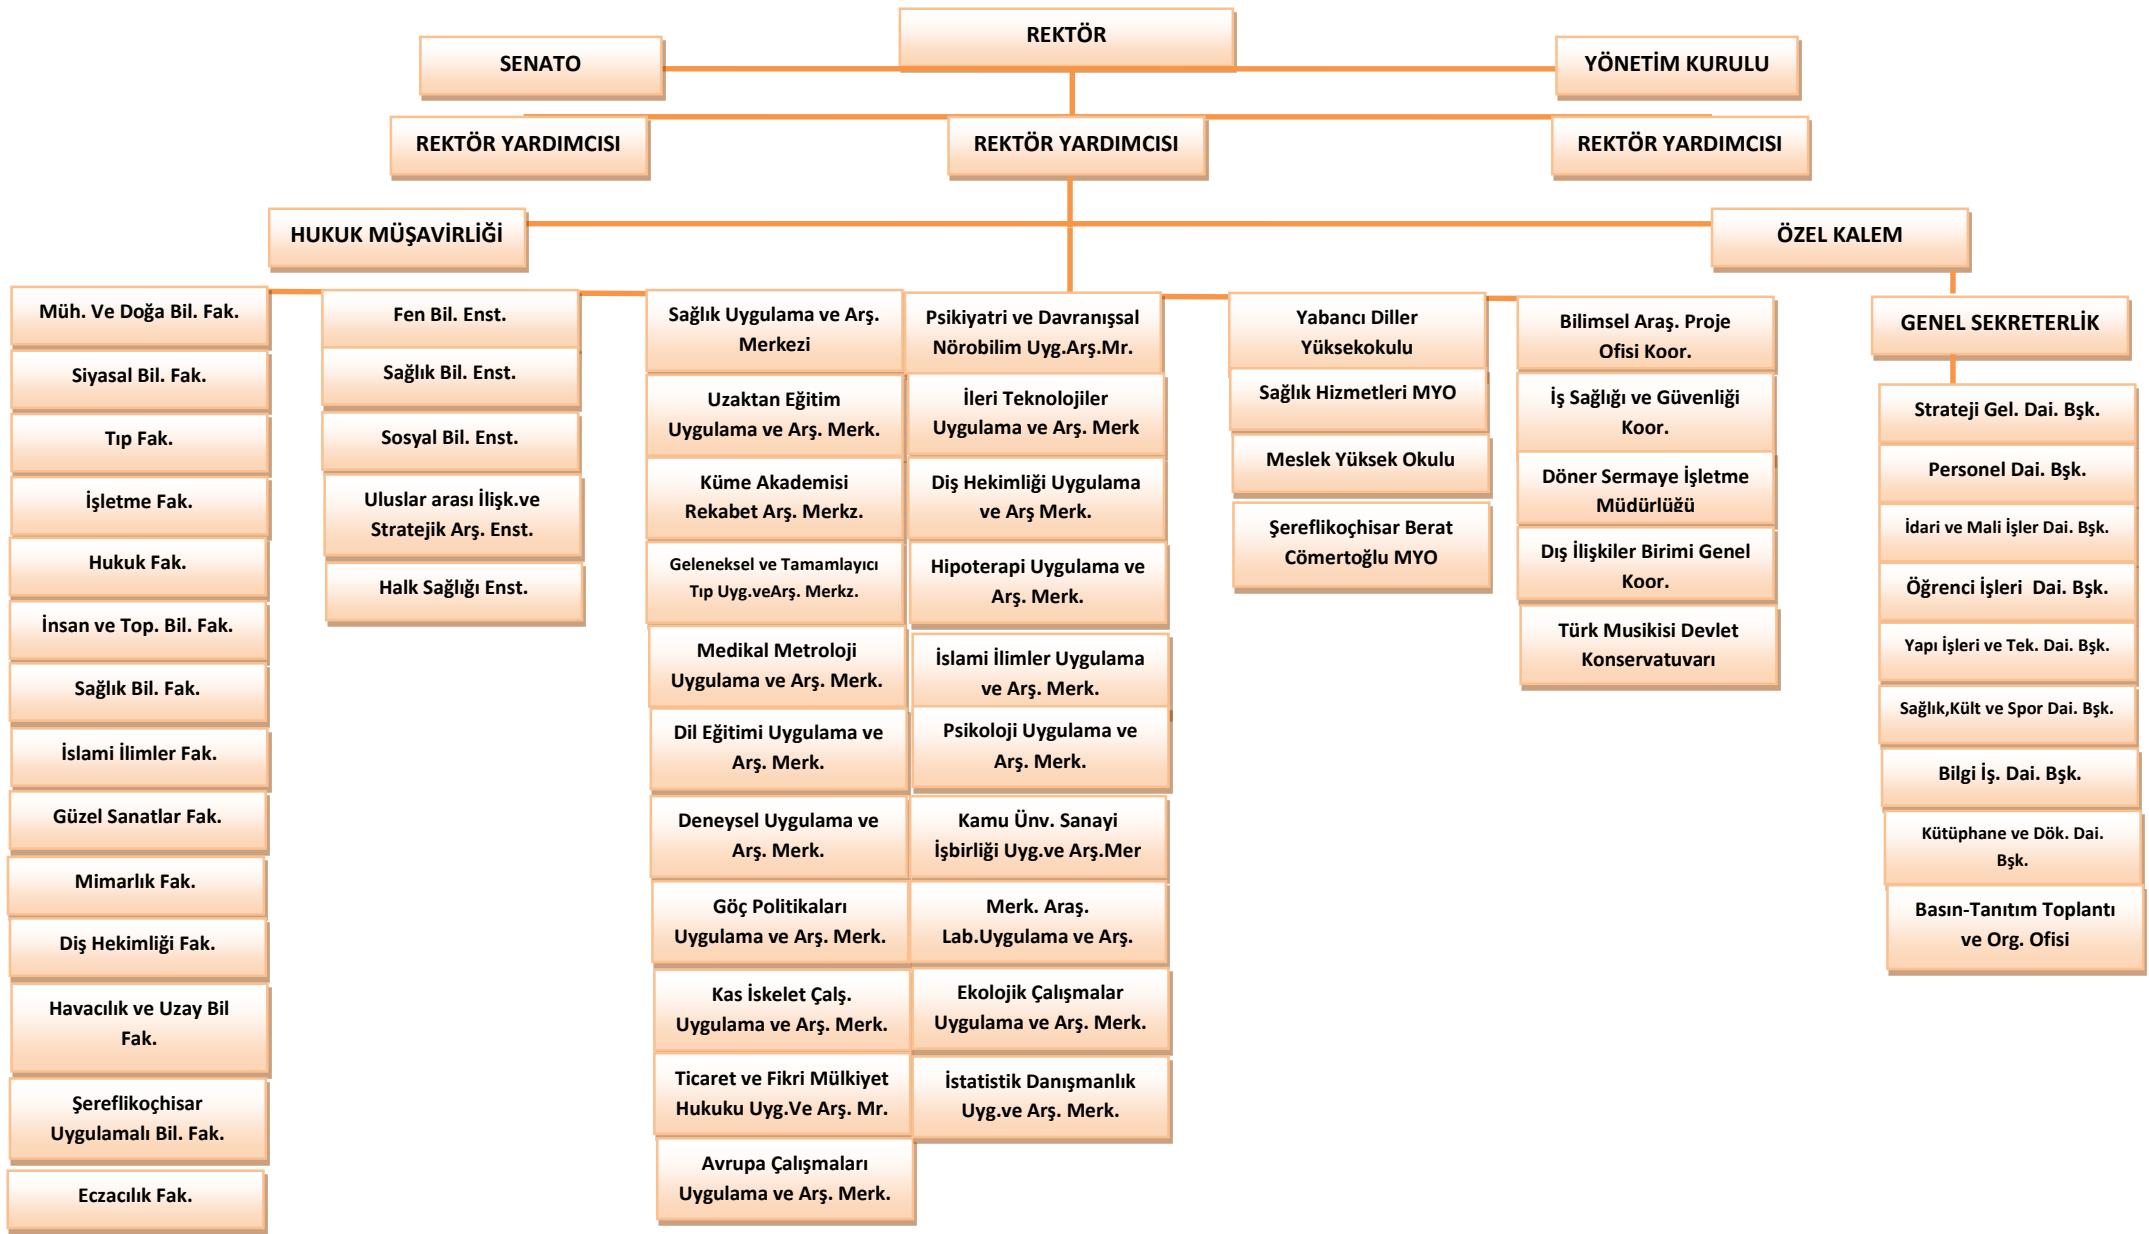 REKTÖR
SENATO
YÖNETİM KURULU
REKTÖR YARDIMCISI
REKTÖR YARDIMCISI
REKTÖR YARDIMCISI
HUKUK MÜŞAVİRLİĞİ
ÖZEL KALEM
Müh. Ve Doğa Bil. Fak.
Siyasal Bil. Fak.
Tıp Fak.
İşletme Fak.
Hukuk Fak.
İnsan ve Top. Bil. Fak.
Sağlık Bil. Fak.
İslami İlimler Fak.
Güzel Sanatlar Fak.
Mimarlık Fak.
Diş Hekimliği Fak.
Havacılık ve Uzay Bil
Fak.
Şereflikoçhisar
Uygulamalı Bil. Fak.
Eczacılık Fak.
Fen Bil. Enst.
Sağlık Bil. Enst.
Sosyal Bil. Enst.
Uluslar arası İlişk.ve
Stratejik Arş. Enst.
Halk Sağlığı Enst.
Sağlık Uygulama ve Arş.
Merkezi
Uzaktan Eğitim
Uygulama ve Arş. Merk.
Küme Akademisi
Rekabet Arş. Merkz.
Geleneksel ve Tamamlayıcı
Tıp Uyg.veArş. Merkz.
Medikal Metroloji
Uygulama ve Arş. Merk.
Dil Eğitimi Uygulama ve
Arş. Merk.
Deneysel Uygulama ve
Arş. Merk.
Göç Politikaları
Uygulama ve Arş. Merk.
Kas İskelet Çalş.
Uygulama ve Arş. Merk.
Ticaret ve Fikri Mülkiyet
Hukuku Uyg.Ve Arş. Mr.
Avrupa Çalışmaları
Uygulama ve Arş. Merk.
Psikiyatri ve Davranışsal
Nörobilim Uyg.Arş.Mr.
İleri Teknolojiler
Uygulama ve Arş. Merk
Diş Hekimliği Uygulama
ve Arş Merk.
Hipoterapi Uygulama ve
Arş. Merk.
İslami İlimler Uygulama
ve Arş. Merk.
Psikoloji Uygulama ve
Arş. Merk.
Kamu Ünv. Sanayi
İşbirliği Uyg.ve Arş.Mer
Merk. Araş.
Lab.Uygulama ve Arş.
Ekolojik Çalışmalar
Uygulama ve Arş. Merk.
İstatistik Danışmanlık
Uyg.ve Arş. Merk.
Yabancı Diller
Yüksekokulu
Sağlık Hizmetleri MYO
Meslek Yüksek Okulu
Şereflikoçhisar Berat
Cömertoğlu MYO
Bilimsel Araş. Proje
Ofisi Koor.
İş Sağlığı ve Güvenliği
Koor.
Döner Sermaye İşletme
Müdürlüğü
Dış İlişkiler Birimi Genel
Koor.
Türk Musikisi Devlet
Konservatuvarı
GENEL SEKRETERLİK
Strateji Gel. Dai. Bşk.
Personel Dai. Bşk.
İdari ve Mali İşler Dai. Bşk.
Öğrenci İşleri  Dai. Bşk.
Yapı İşleri ve Tek. Dai. Bşk.
Sağlık,Kült ve Spor Dai. Bşk.
Bilgi İş. Dai. Bşk.
Kütüphane ve Dök. Dai.
Bşk.
Basın-Tanıtım Toplantı
ve Org. Ofisi